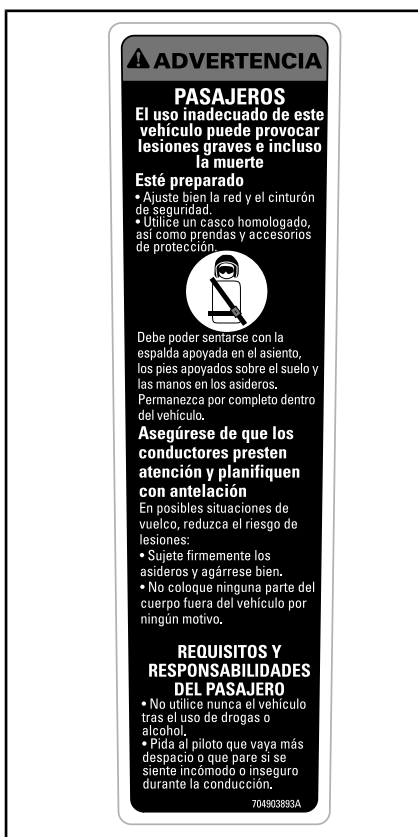 ADVERTENCIA
PASAJEROS
El uso inadecuado de este
vehículo puede provocar
lesiones graves e incluso
la muerte
Esté preparado
• Ajuste bien la red y el cinturón
de seguridad.
• Utilice un casco homologado,
así como prendas y accesorios
de protección.
Debe poder sentarse con la
espalda apoyada en el asiento,
los pies apoyados sobre el suelo y
las manos en los asideros.
Permanezca por completo dentro
del vehículo.
Asegúrese de que los
conductores presten
atención y planifiquen
con antelación
En posibles situaciones de
vuelco, reduzca el riesgo de
lesiones:
• Sujete firmemente los
asideros y agárrese bien.
• No coloque ninguna parte del
cuerpo fuera del vehículo por
ningún motivo.
REQUISITOS Y
RESPONSABILIDADES
DEL PASAJERO
• No utilice nunca el vehículo
tras el uso de drogas o
alcohol.
• Pida al piloto que vaya más
despacio o que pare si se
siente incómodo o inseguro
durante la conducción.
704903893A